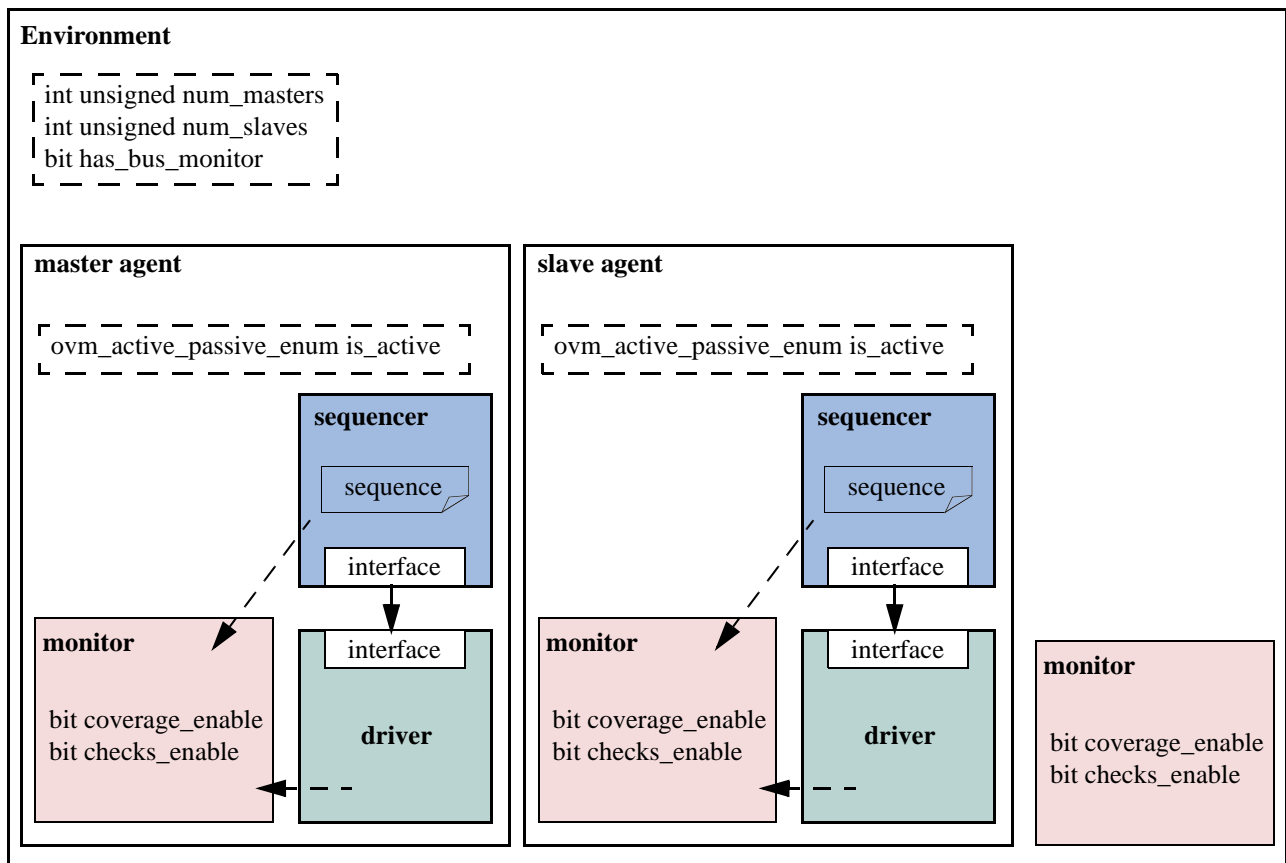 Environment
int unsigned num_masters
int unsigned num_slaves
bit has_bus_monitor
master agent
ovm_active_passive_enum is_active
sequencer
sequence
interface
monitor
bit coverage_enable
bit checks_enable
interface
driver
slave agent
ovm_active_passive_enum is_active
sequencer
sequence
interface
monitor
bit coverage_enable
bit checks_enable
interface
driver
monitor
bit coverage_enable
bit checks_enable